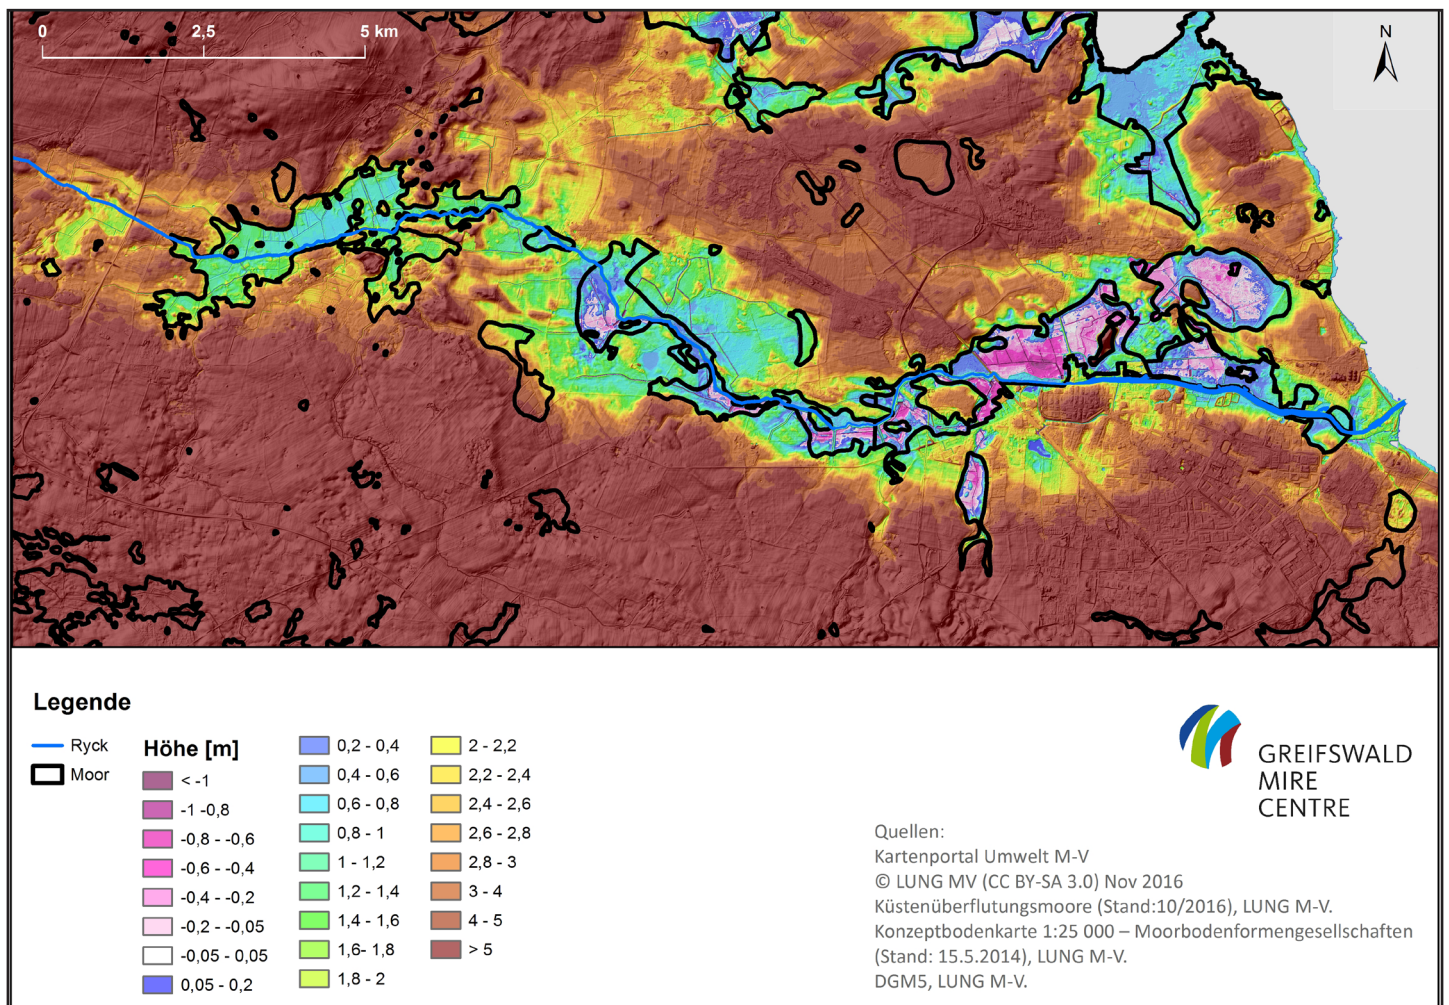 0 2,5 5 km
N
Legende
Ryck
Moor
Höhe [m]
< -1
-1 -0,8
-0,8 - -0,6
-0,6 - -0,4
-0,4 - -0,2
-0,2 - -0,05
-0,05 - 0,05
0,05 - 0,2
0,2 - 0,4
0,4 - 0,6
0,6 - 0,8
0,8 - 1
1 - 1,2
1,2 - 1,4
1,4 - 1,6
1,6- 1,8
1,8 - 2
2 - 2,2
2,2 - 2,4
2,4 - 2,6
2,6 - 2,8
2,8 - 3
3 - 4
4 - 5
> 5
GREIFSWALD
MIRE
CENTRE
Quellen:
Kartenportal Umwelt M-V
© LUNG MV (CC BY-SA 3.0) Nov 2016
Küstenüberflutungsmoore (Stand:10/2016), LUNG M-V.
Konzeptbodenkarte 1:25 000 – Moorbodenformengesellschaften
(Stand: 15.5.2014), LUNG M-V.
DGM5, LUNG M-V.